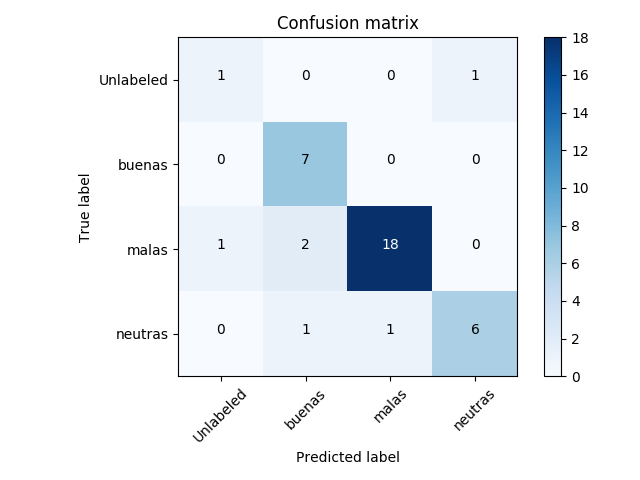 Confusion matrix
Unlabeled 1 0 0 1
buenas 0 7 0 0
malas 1 2 18 0
neutras 0 1 1 6
Unlabeled buenas malas neutras
True label
Predicted label
18
16
14
12
10
8
6
4
2
0